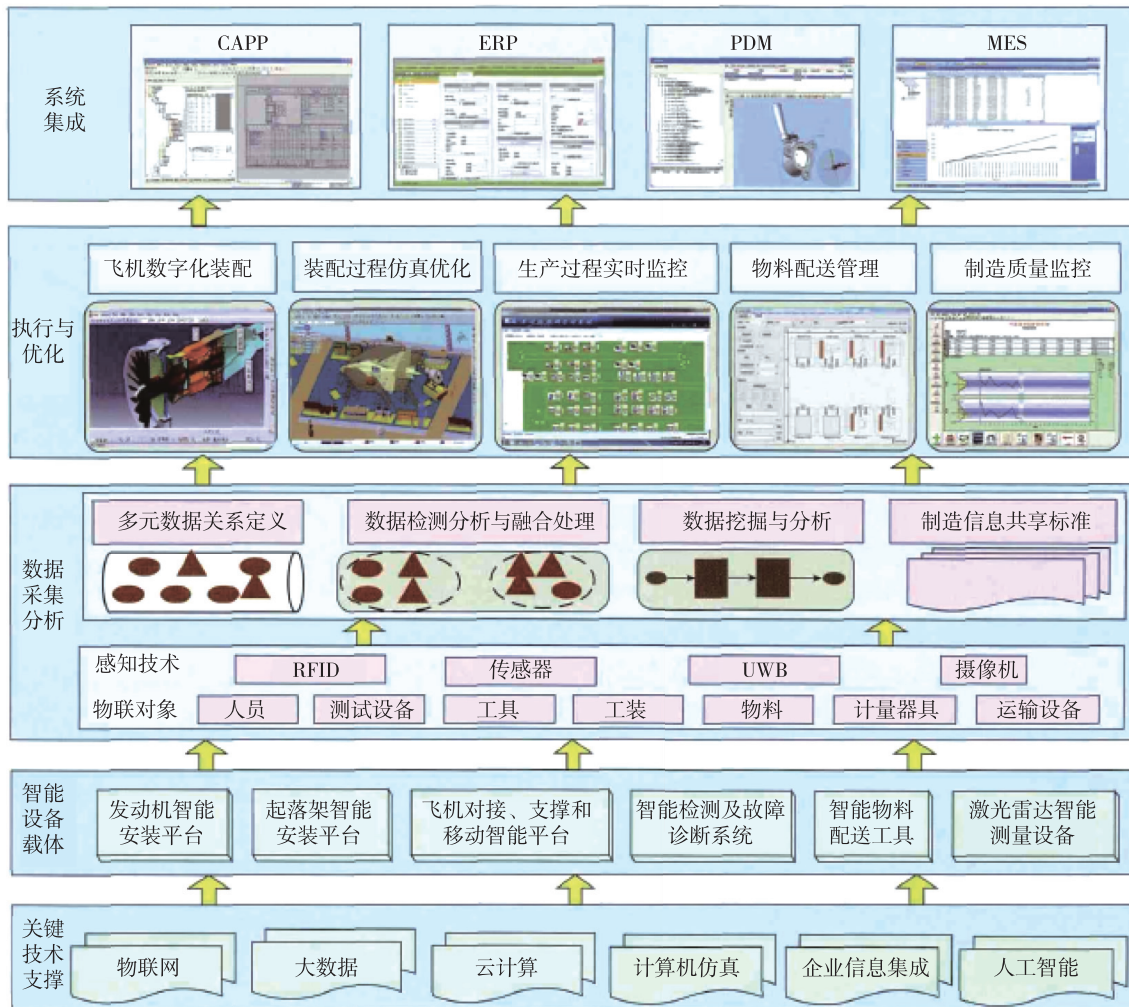 CAPP
ERP
PDM
MES
系统
集成
飞机数字化装配
装配过程仿真优化
生产过程实时监控
物料配送管理
制造质量监控
执行与
优化
多元数据关系定义
数据检测分析与融合处理
数据挖掘与分析
制造信息共享标准
数据
采集
分析
感知技术
RFID
传感器
UWB
摄像机
物联对象
人员
测试设备
工具
工装
物料
计量器具
运输设备
智能
设备
载体
发动机智能
安装平台
起落架智能
安装平台
飞机对接、支撑和
移动智能平台
智能检测及故障
诊断系统
智能物料
配送工具
激光雷达智能
测量设备
关键
技术
支撑
物联网
大数据
云计算
计算机仿真
企业信息集成
人工智能